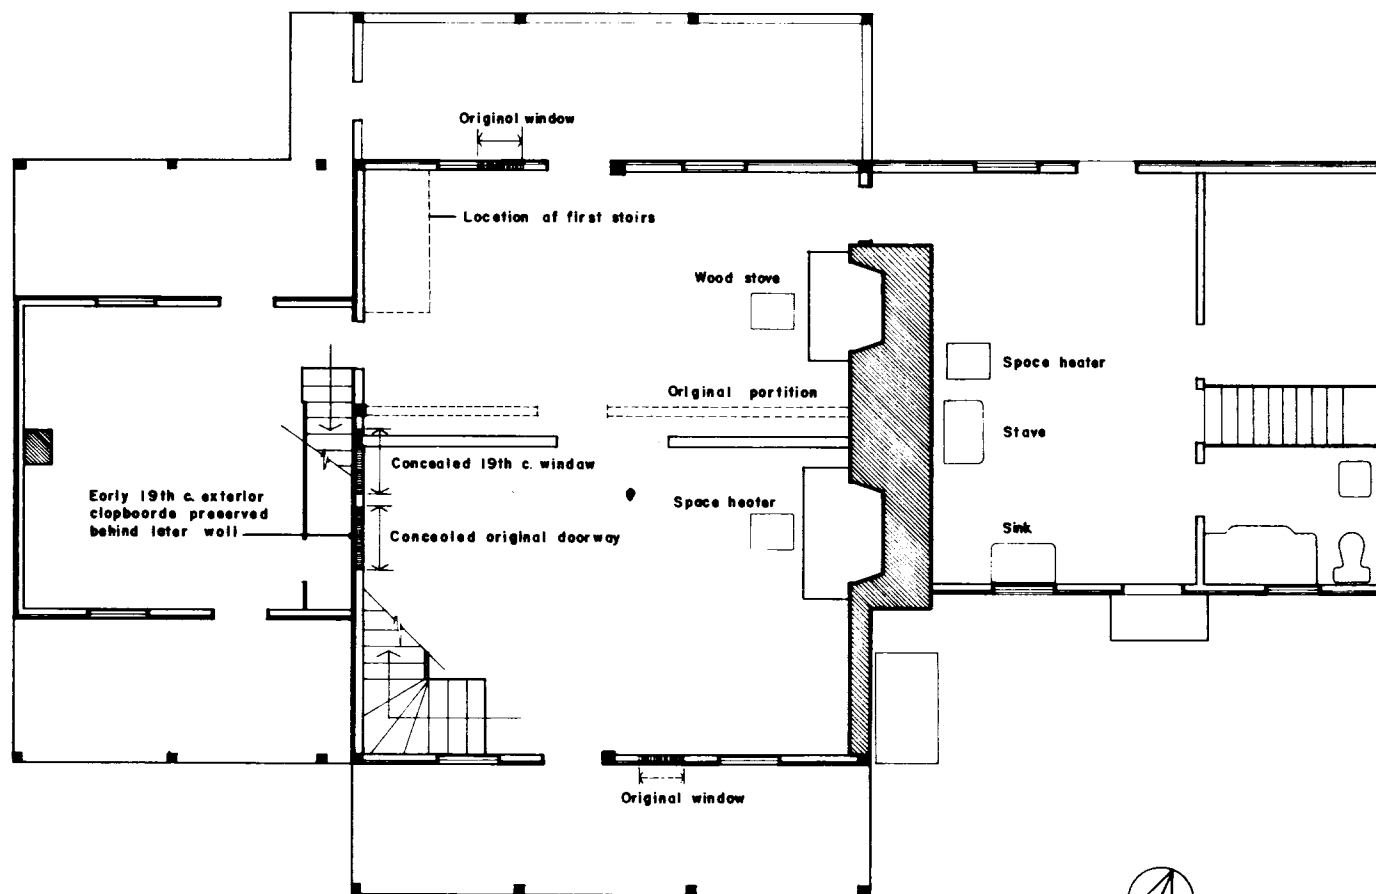 Original window
Location of first stairs
Wood stove
Space heater
Original partition
Stove
Concealed 19th c. window
Early 19th c. exterior
clapboards preserved
behind later wall
Space heater
Sink
Concealed original doorway
Original window